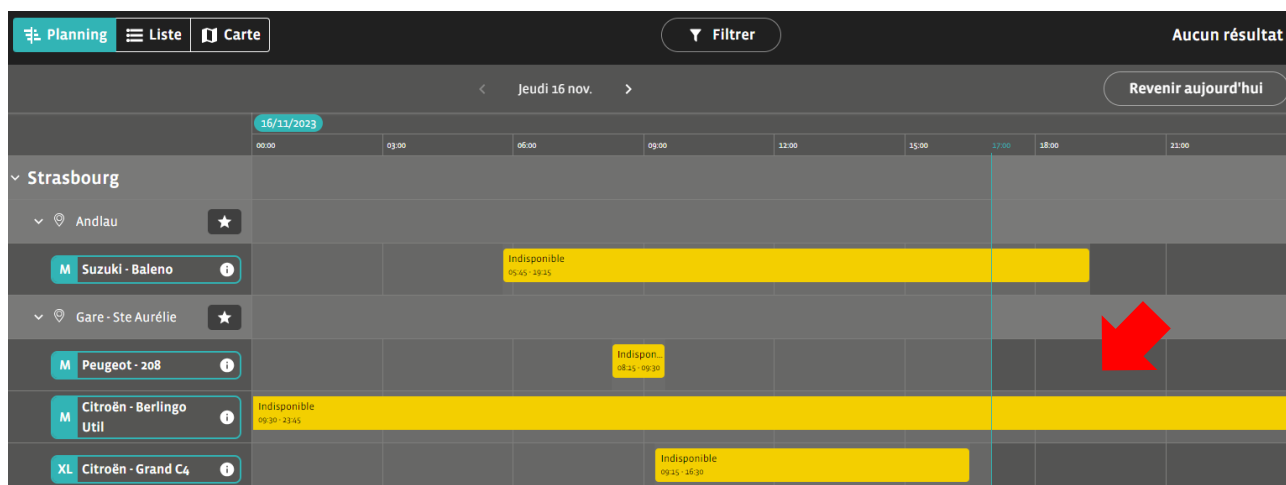 Planning Liste Carte Filtrer Aucun résultat
Jeudi 16 nov. Revenir aujourd'hui
16/11/2023
00:00 03:00 06:00 09:00 12:00 15:00 17:00 18:00 21:00
Strasbourg
Andlau
M Suzuki - Baleno
Indisponible
05:45 - 19:15
Gare - Ste Aurélie
M Peugeot - 208
Indispon...
08:15 - 09:30
M Citroën - Berlingo
Util
Indisponible
09:30 - 23:45
XL Citroën - Grand C4
Indisponible
09:15 - 16:30